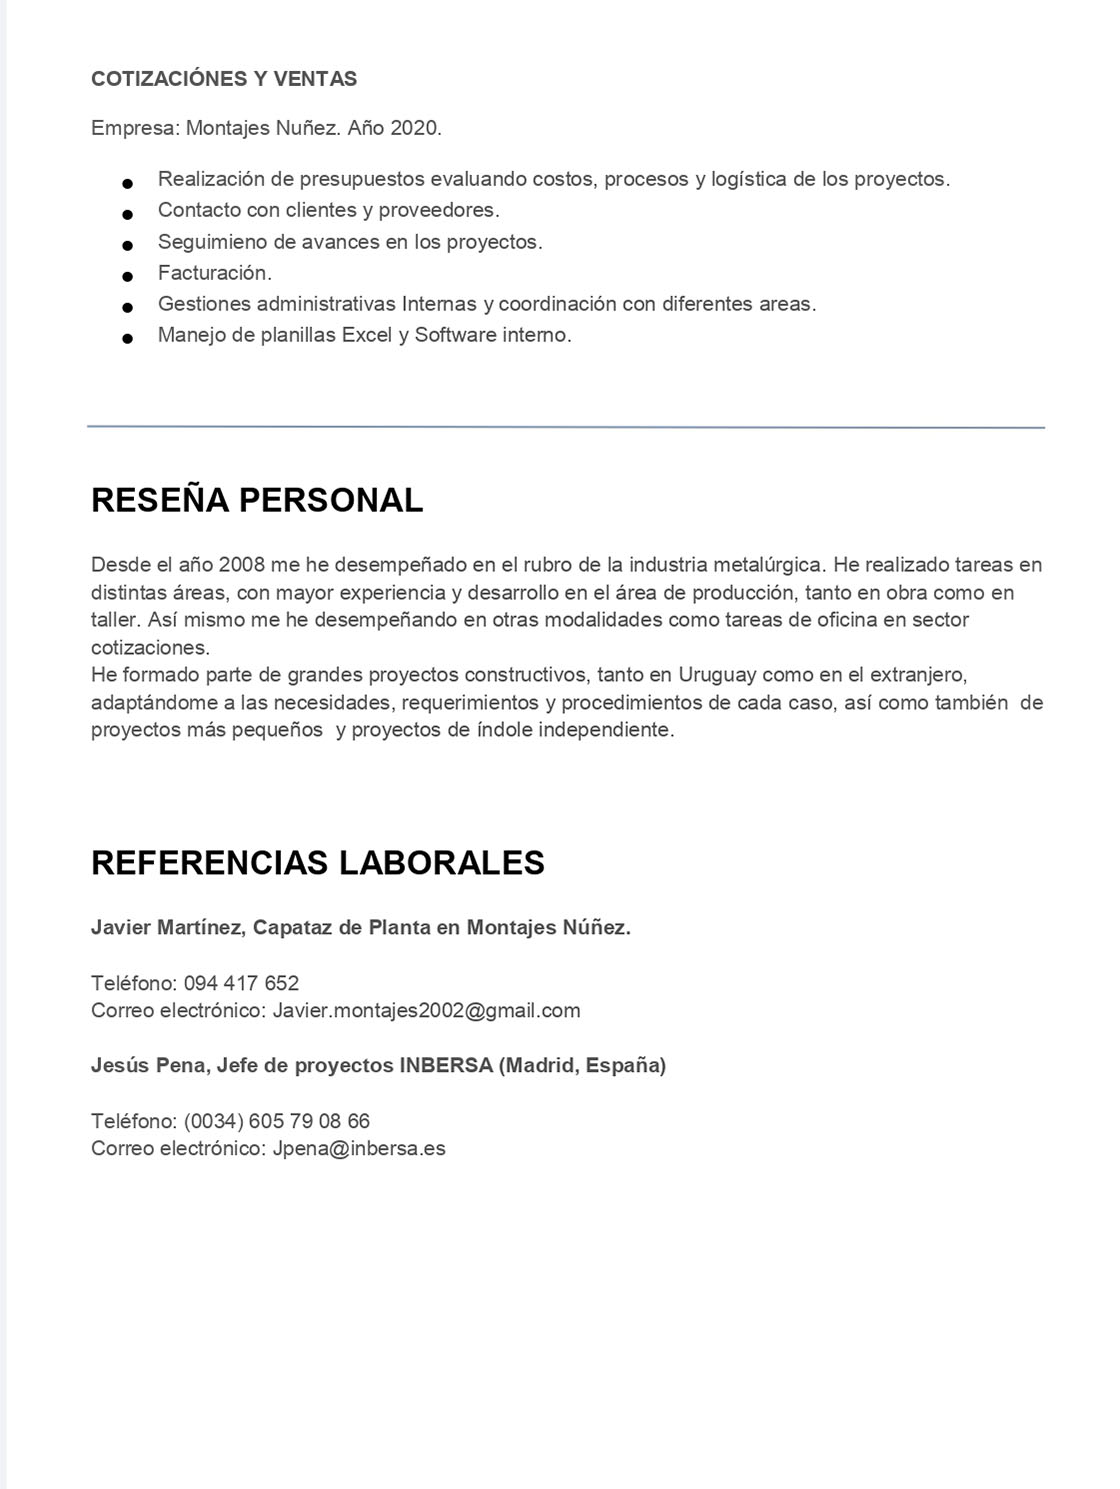 COTIZACIÓNES Y VENTAS
Empresa: Montajes Nuñez. Año 2020.
● Realización de presupuestos evaluando costos, procesos y logística de los proyectos.
● Contacto con clientes y proveedores.
● Seguimieno de avances en los proyectos.
● Facturación.
● Gestiones administrativas Internas y coordinación con diferentes areas.
● Manejo de planillas Excel y Software interno.
RESEÑA PERSONAL
Desde el año 2008 me he desempeñado en el rubro de la industria metalúrgica. He realizado tareas en
distintas áreas, con mayor experiencia y desarrollo en el área de producción, tanto en obra como en
taller. Así mismo me he desempeñando en otras modalidades como tareas de oficina en sector
cotizaciones.
He formado parte de grandes proyectos constructivos, tanto en Uruguay como en el extranjero,
adaptándome a las necesidades, requerimientos y procedimientos de cada caso, así como también  de
proyectos más pequeños  y proyectos de índole independiente.
REFERENCIAS LABORALES
Javier Martínez, Capataz de Planta en Montajes Núñez.
Teléfono: 094 417 652
Correo electrónico: Javier.montajes2002@gmail.com
Jesús Pena, Jefe de proyectos INBERSA (Madrid, España)
Teléfono: (0034) 605 79 08 66
Correo electrónico: Jpena@inbersa.es